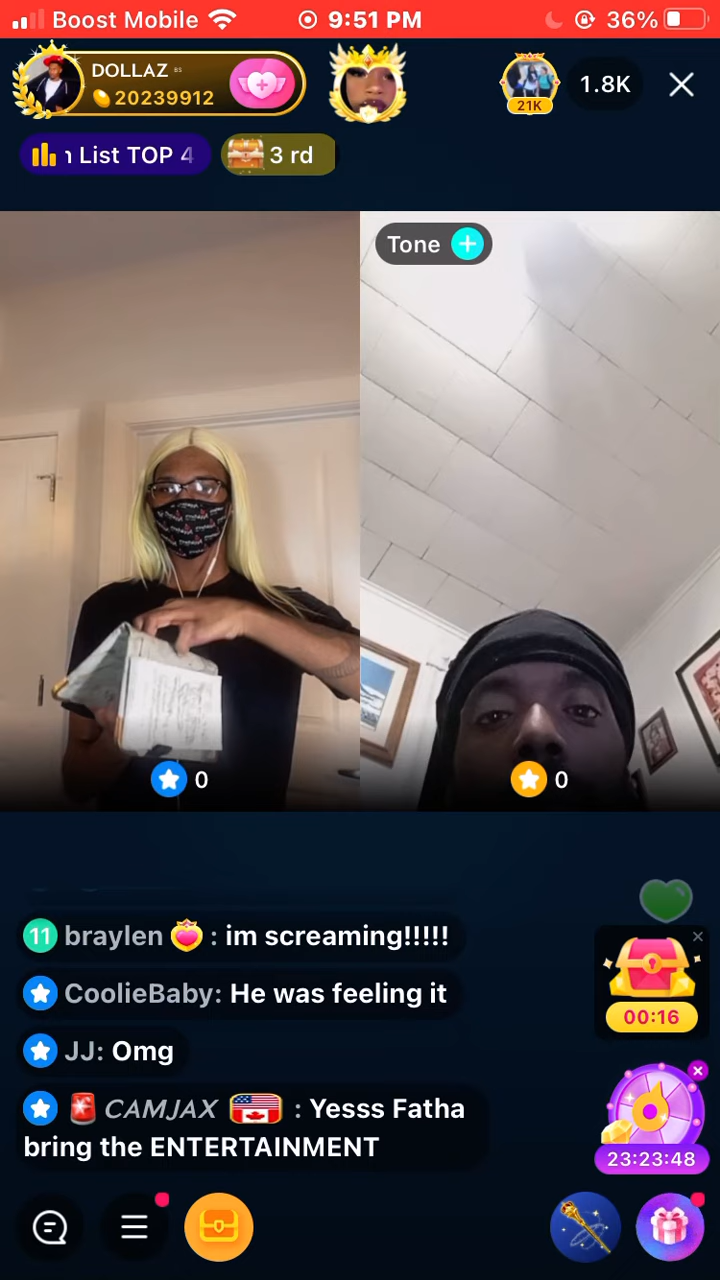 Boost Mobile 9:51 PM 36%
DOLLAZ BS
20239912
21K
1.8K
List TOP 4
3 rd
Tone
0
0
11 braylen : im screaming!!!!!
CoolieBaby: He was feeling it
JJ: Omg
CAMJAX : Yesss Fatha
bring the ENTERTAINMENT
00:16
23:23:48